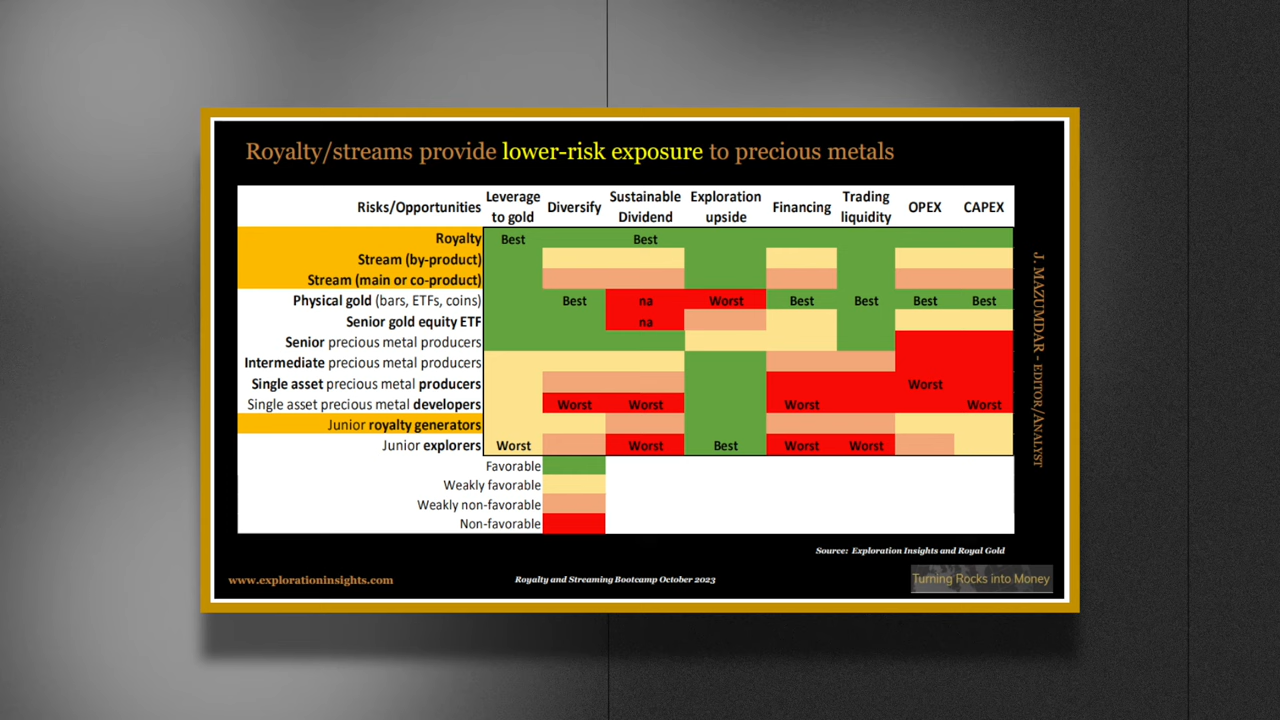 Royalty/streams provide lower-risk exposure to precious metals
Risks/Opportunities Leverage to gold Diversify Sustainable Dividend Exploration upside Financing Trading liquidity OPEX CAPEX
Royalty Best Best
Stream (by-product)
Stream (main or co-product)
Physical gold (bars, ETFs, coins) Best na Worst Best Best Best Best
Senior gold equity ETF na
Senior precious metal producers
Intermediate precious metal producers
Single asset precious metal producers Worst
Single asset precious metal developers Worst Worst Worst Worst
Junior royalty generators
Junior explorers Worst Worst Best Worst Worst
Favorable
Weakly favorable
Weakly non-favorable
Non-favorable
J. MAZUMDAR - EDITOR/ANALYST
Source: Exploration Insights and Royal Gold
www.explorationinsights.com Royalty and Streaming Bootcamp October 2023 Turning Rocks into Money